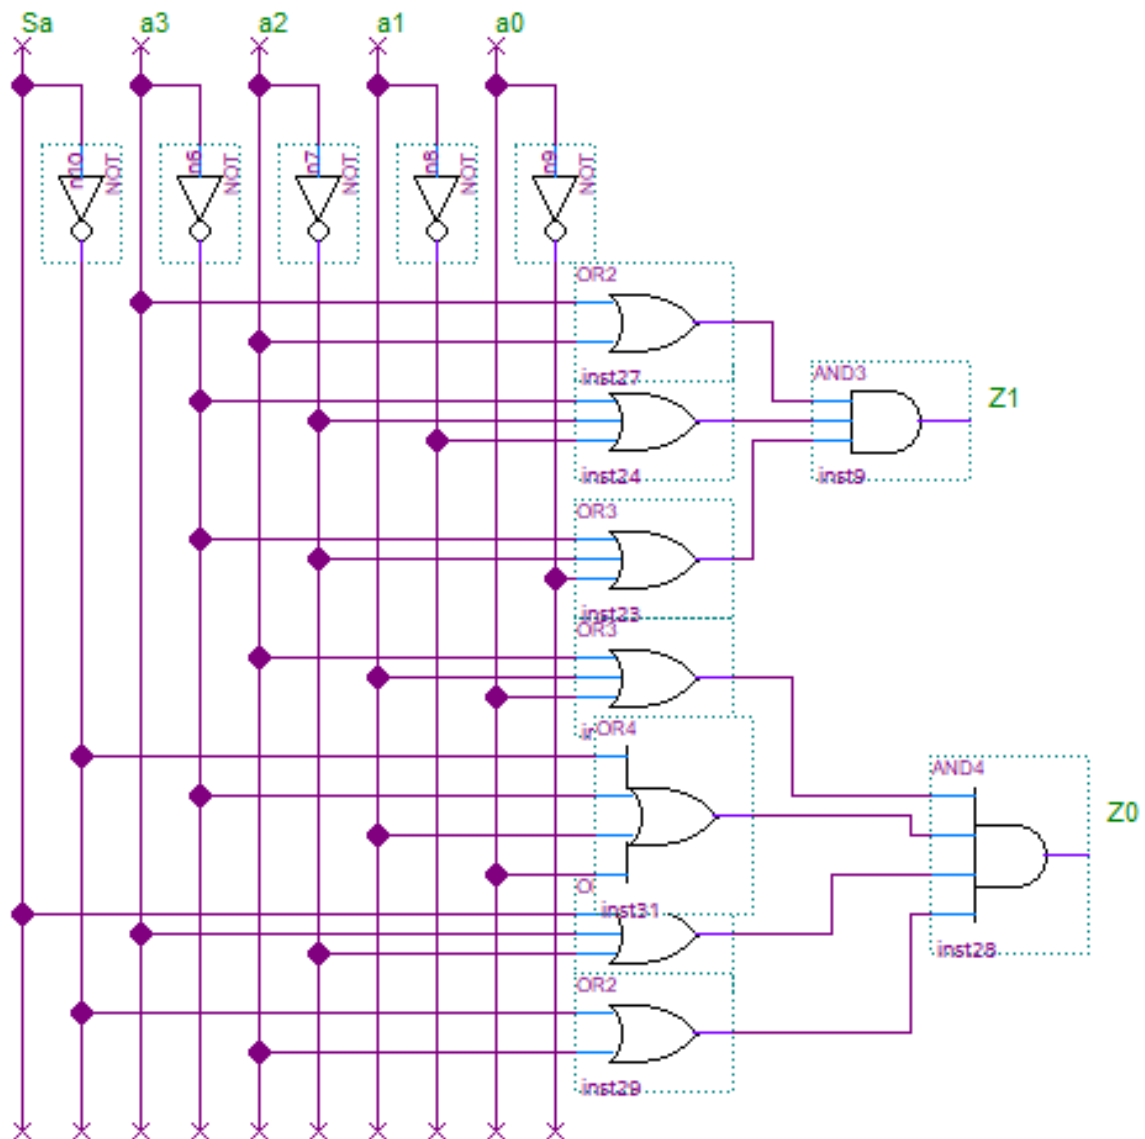 Sa a3 a2 a1 a0
n10 NOT n6 NOT n7 NOT n8 NOT n9 NOT
OR2
inst27
AND3
Z1
inst24
inst9
OR3
inst23
OR3
OR4
AND4
Z0
inst31
inst28
OR2
inst29